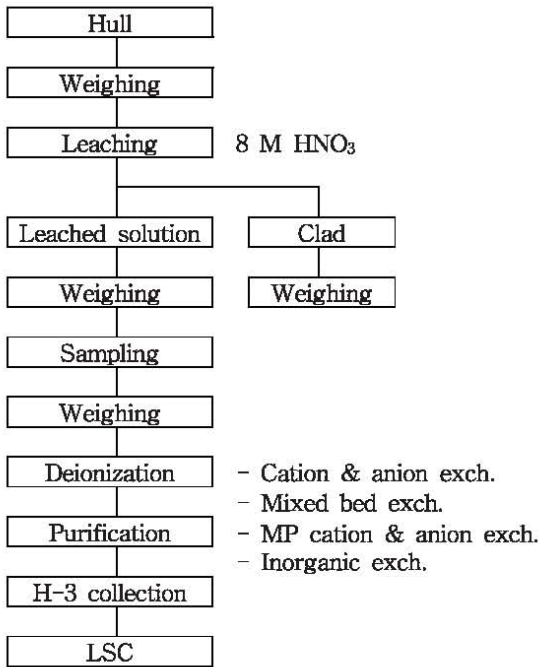 Hull
Weighing
Leaching 8 M HNO₃
Leached solution Clad
Weighing Weighing
Sampling
Weighing
Deionization - Cation & anion exch.
- Mixed bed exch.
Purification - MP cation & anion exch.
- Inorganic exch.
H-3 collection
LSC